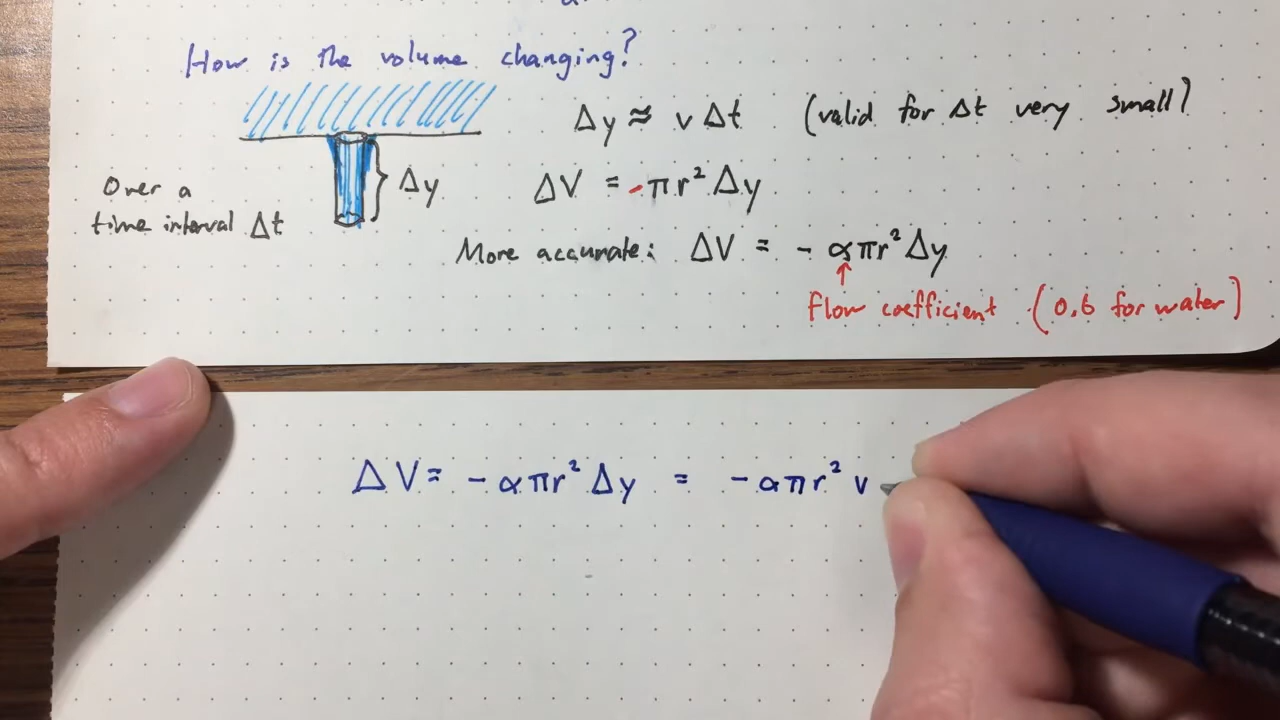 How is the volume changing?
Δy ≈ vΔt (valid for Δt very small)
Over a
time interval Δt
Δy
ΔV = -πr²Δy
More accurate: ΔV = - απr²Δy
flow coefficient (0.6 for water)
ΔV = -απr²Δy = -απr² v